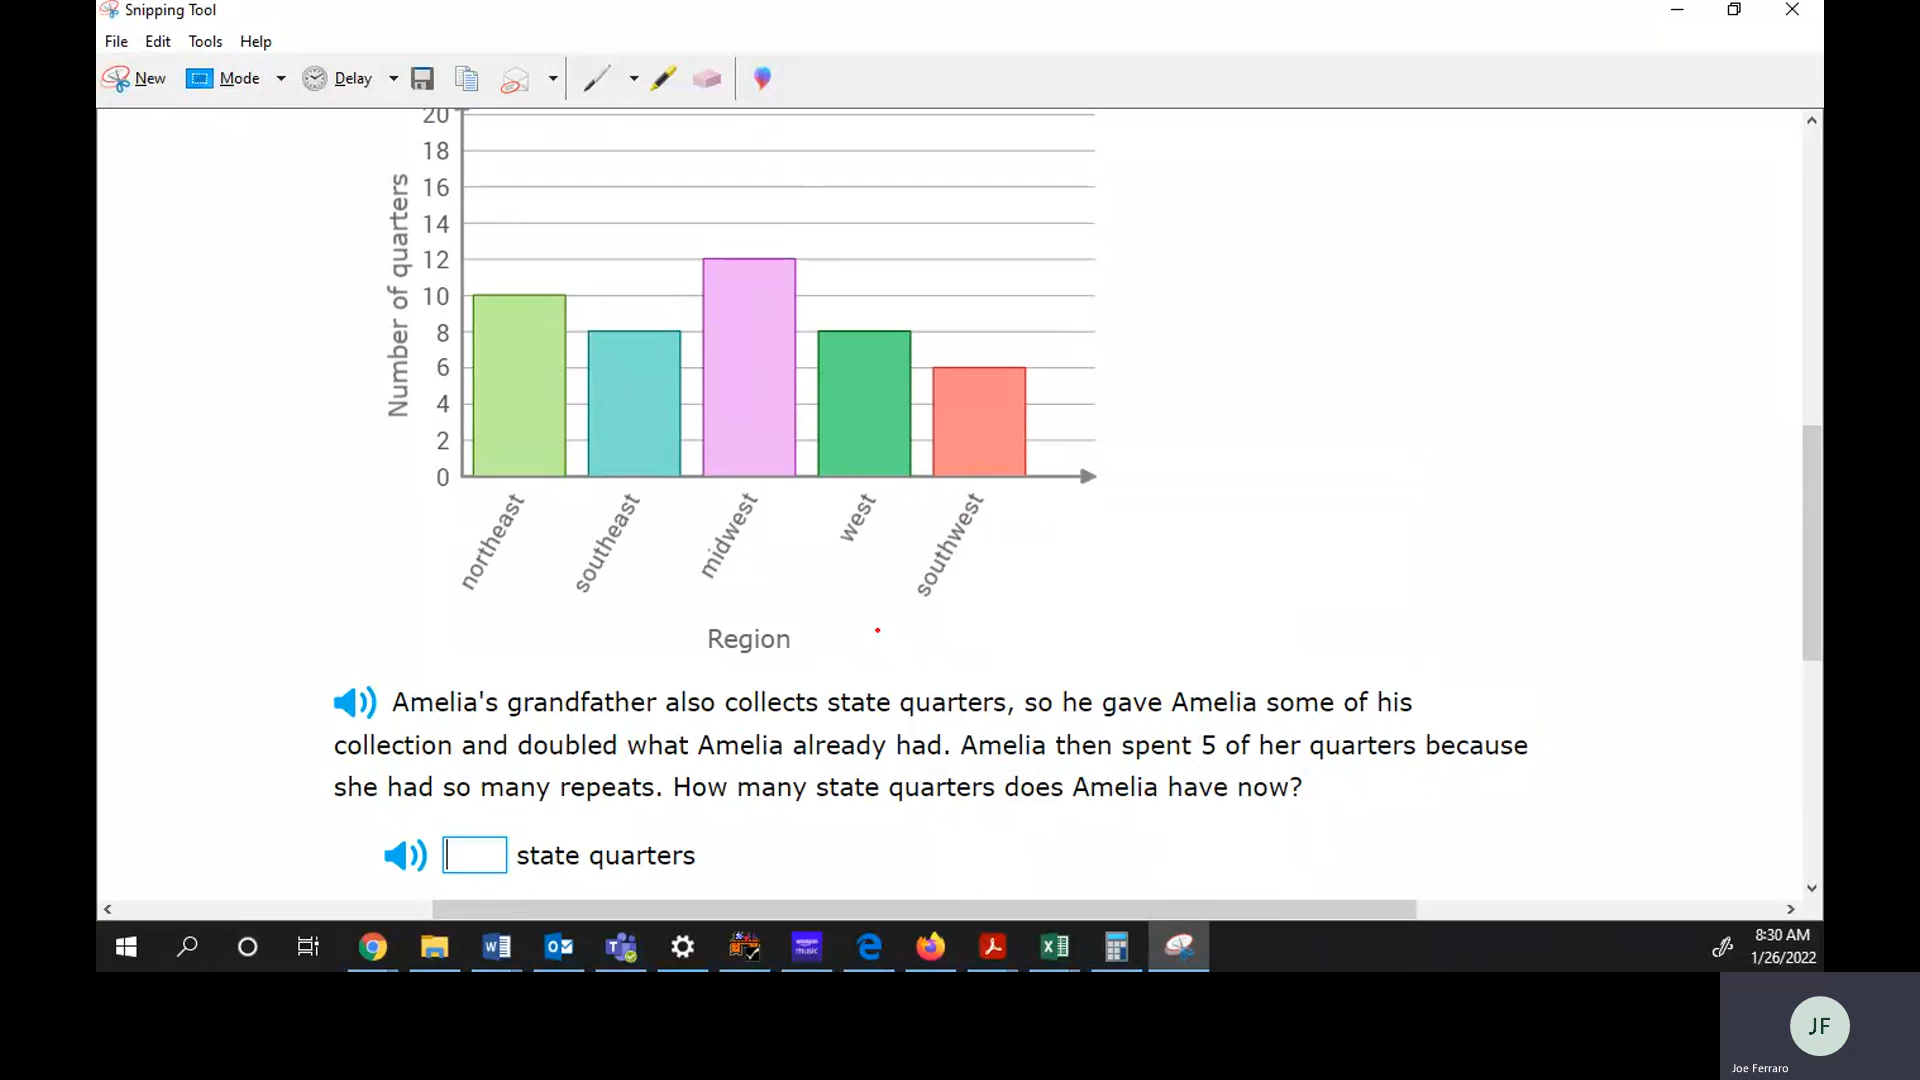 Snipping Tool
File Edit Tools Help
New Mode Delay
20
18
16
14
12
10
8
6
4
2
0
Number of quarters
northeast
southeast
midwest
west
southwest
Region
Amelia's grandfather also collects state quarters, so he gave Amelia some of his
collection and doubled what Amelia already had. Amelia then spent 5 of her quarters because
she had so many repeats. How many state quarters does Amelia have now?
state quarters
amazon
music
8:30 AM
1/26/2022
JF
Joe Ferraro